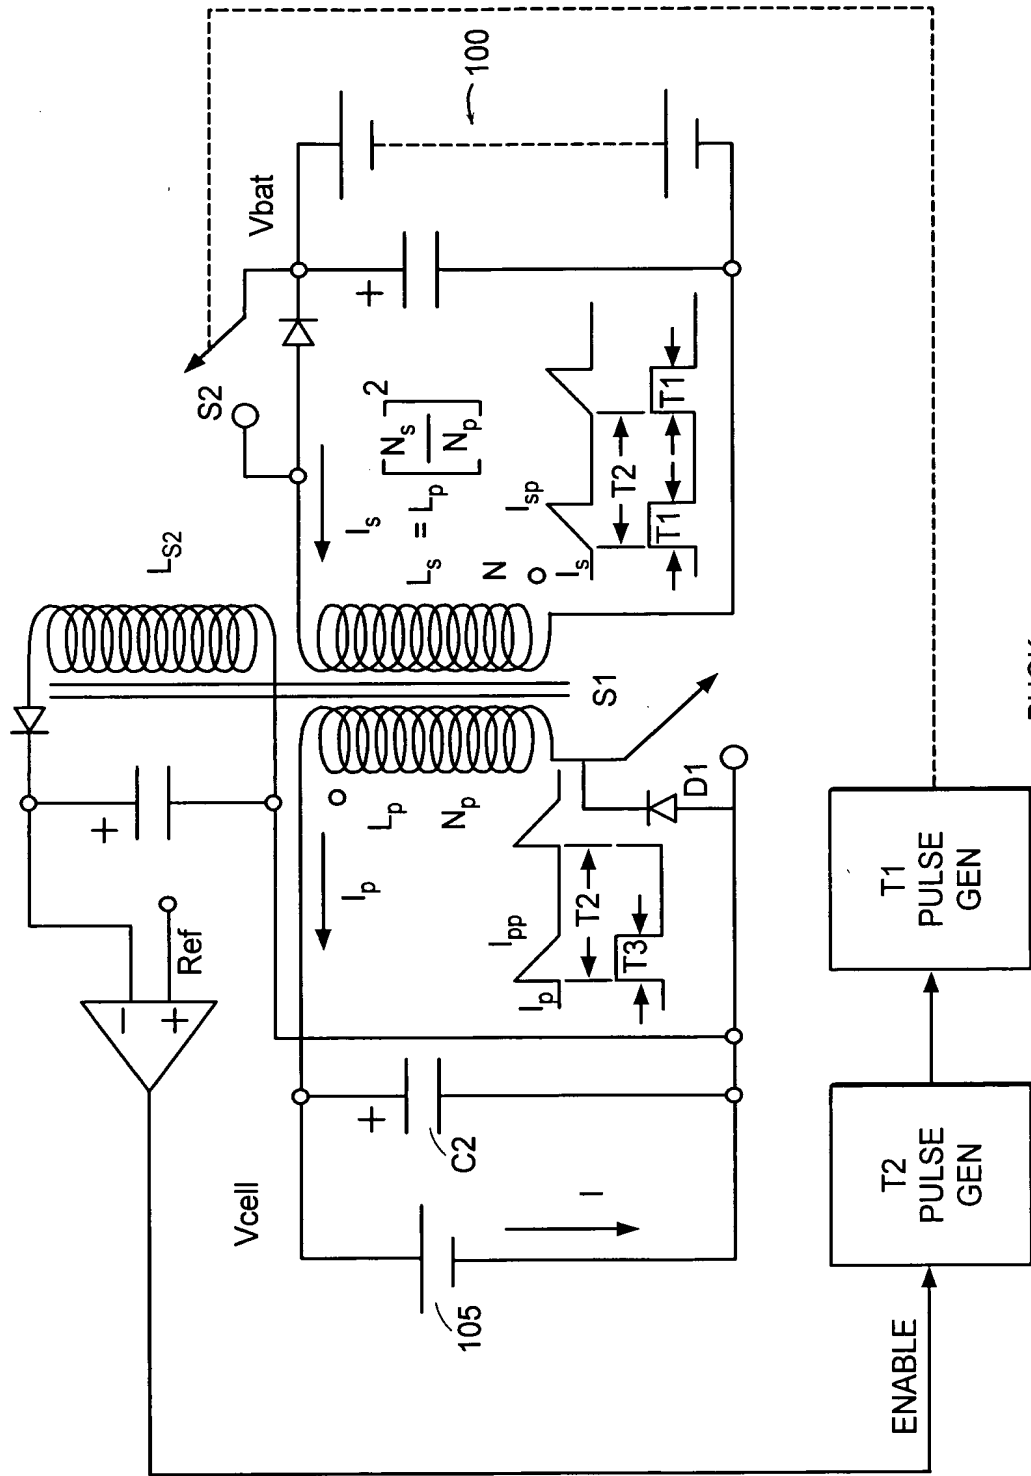 −
+
Ref
+
L_S2
S2
Vbat
Vcell
I_p
I_s
+
+
L_p
L_s = L_p [N_s / N_p]^2
N_p
N
C2
105
100
I_pp
I_sp
I_p
I_s
T2
T2
S1
I
T3
T1
T1
D1
ENABLE
T2
PULSE
GEN
T1
PULSE
GEN